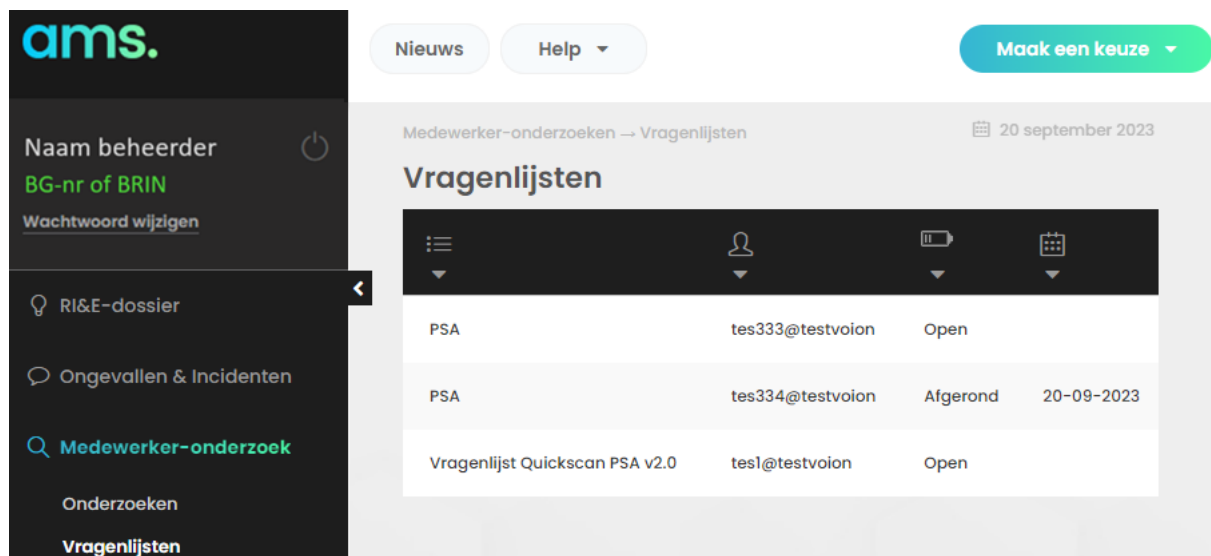 ams.
Nieuws
Help
Maak een keuze
Naam beheerder
BG-nr of BRIN
Wachtwoord wijzigen
RI&E-dossier
Ongevallen & Incidenten
Medewerker-onderzoek
Onderzoeken
Vragenlijsten
Medewerker-onderzoeken → Vragenlijsten
20 september 2023
Vragenlijsten
PSA tes333@testvoion Open
PSA tes334@testvoion Afgerond 20-09-2023
Vragenlijst Quickscan PSA v2.0 tes1@testvoion Open